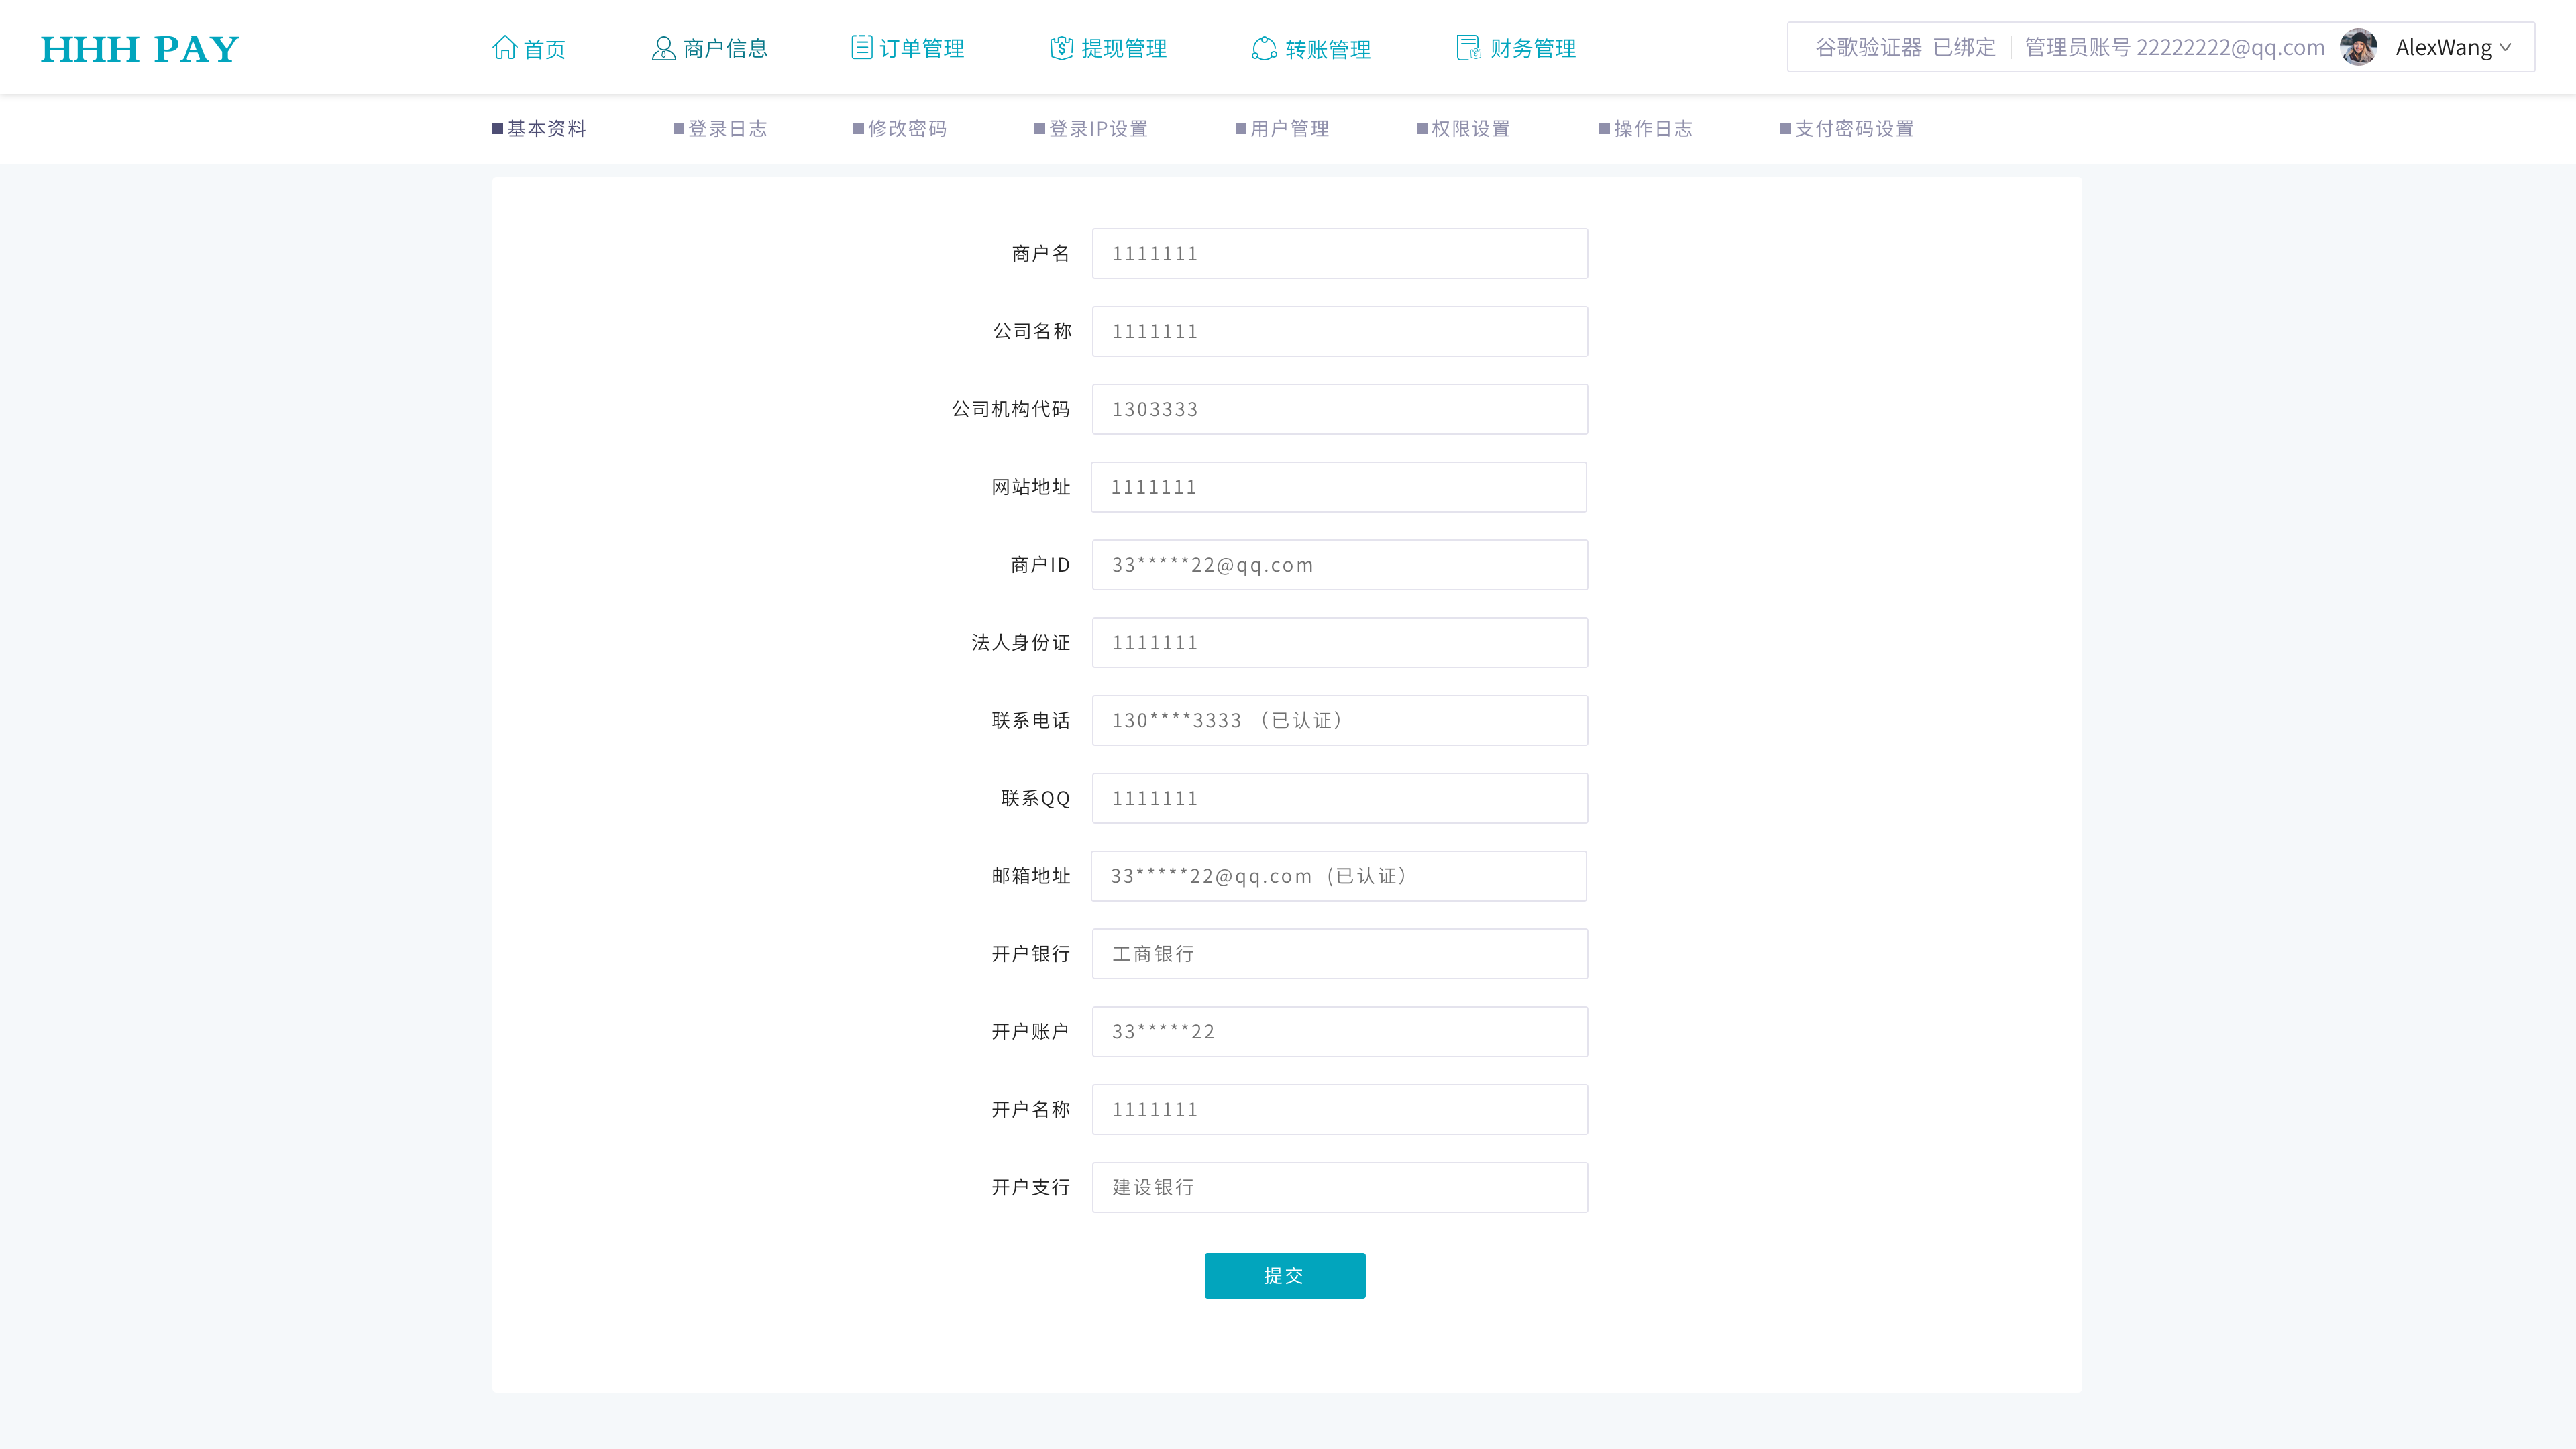 HHH PAY 首页 商户信息 订单管理 提现管理 转账管理 财务管理 谷歌验证器 已绑定 管理员账号 22222222@qq.com AlexWang
基本资料 登录日志 修改密码 登录IP设置 用户管理 权限设置 操作日志 支付密码设置
商户名 1111111
公司名称 1111111
公司机构代码 1303333
网站地址 1111111
商户ID 33*****22@qq.com
法人身份证 1111111
联系电话 130****3333 （已认证）
联系QQ 1111111
邮箱地址 33*****22@qq.com（已认证）
开户银行 工商银行
开户账户 33*****22
开户名称 1111111
开户支行 建设银行
提交